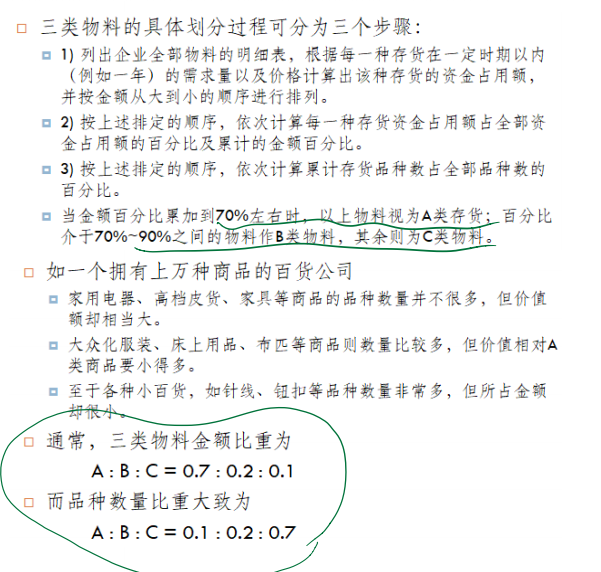 三类物料的具体划分过程可分为三个步骤：
1) 列出企业全部物料的明细表，根据每一种存货在一定时期以内
（例如一年）的需求量以及价格计算出该种存货的资金占用额，
并按金额从大到小的顺序进行排列。
2) 按上述排定的顺序，依次计算每一种存货资金占用额占全部资
金占用额的百分比及累计的金额百分比。
3) 按上述排定的顺序，依次计算累计存货品种数占全部品种数的
百分比。
当金额百分比累加到70%左右时，以上物料视为A类存货；百分比
介于70%~90%之间的物料作B类物料，其余则为C类物料。
如一个拥有上万种商品的百货公司
家用电器、高档皮货、家具等商品的品种数量并不很多，但价值
额却相当大。
大众化服装、床上用品、布匹等商品则数量比较多，但价值相对A
类商品要小得多。
至于各种小百货，如针线、钮扣等品种数量非常多，但所占金额
却很小。
通常，三类物料金额比重为
A : B : C = 0.7 : 0.2 : 0.1
而品种数量比重大致为
A : B : C = 0.1 : 0.2 : 0.7